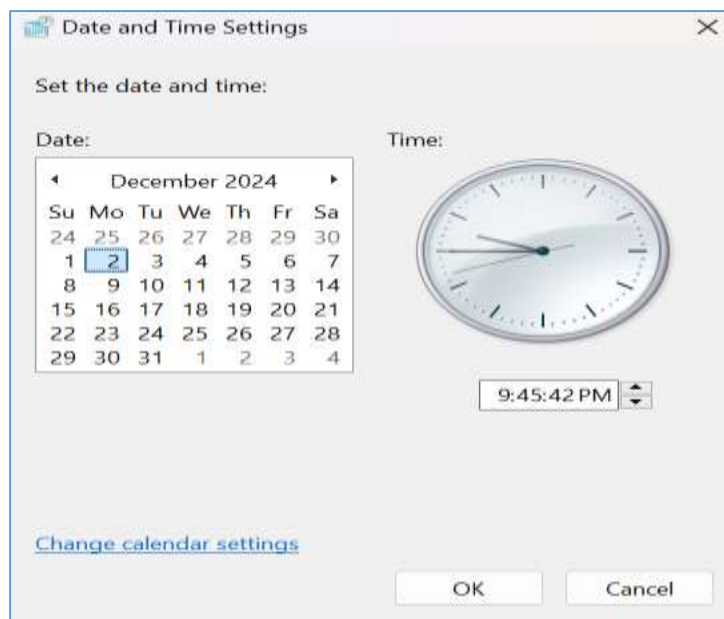 Date and Time Settings
Set the date and time:
Date:
Time:
December 2024
Su Mo Tu We Th Fr Sa
24 25 26 27 28 29 30
1 2 3 4 5 6 7
8 9 10 11 12 13 14
15 16 17 18 19 20 21
22 23 24 25 26 27 28
29 30 31 1 2 3 4
9:45:42 PM
Change calendar settings
OK
Cancel